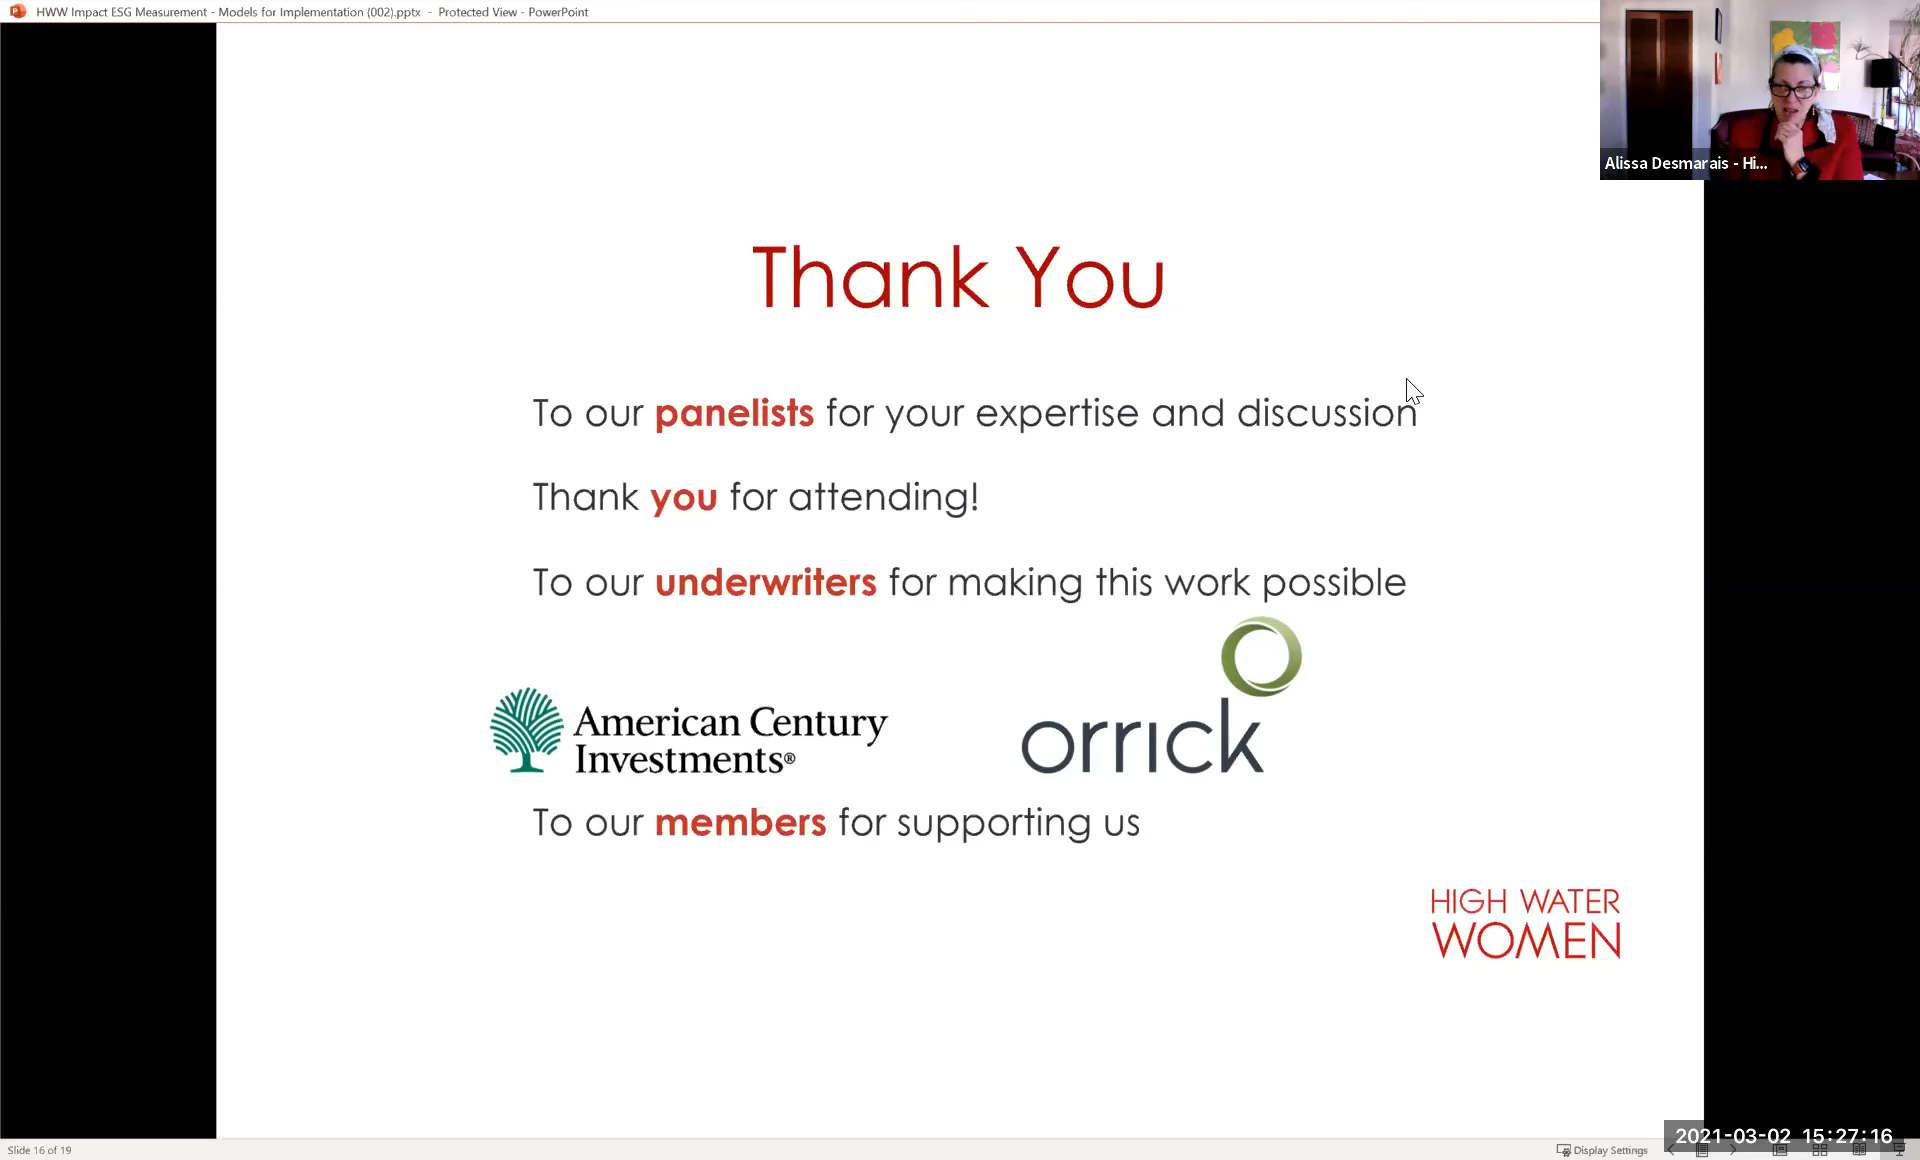 HWW Impact ESG Measurement - Models for Implementation (002).pptx - Protected View - PowerPoint
Alissa Desmarais - Hi...
Thank You
To our panelists for your expertise and discussion
Thank you for attending!
To our underwriters for making this work possible
American Century
Investments®
orrick
To our members for supporting us
HIGH WATER
WOMEN
Slide 16 of 19
Display Settings
2021-03-02 15:27:16